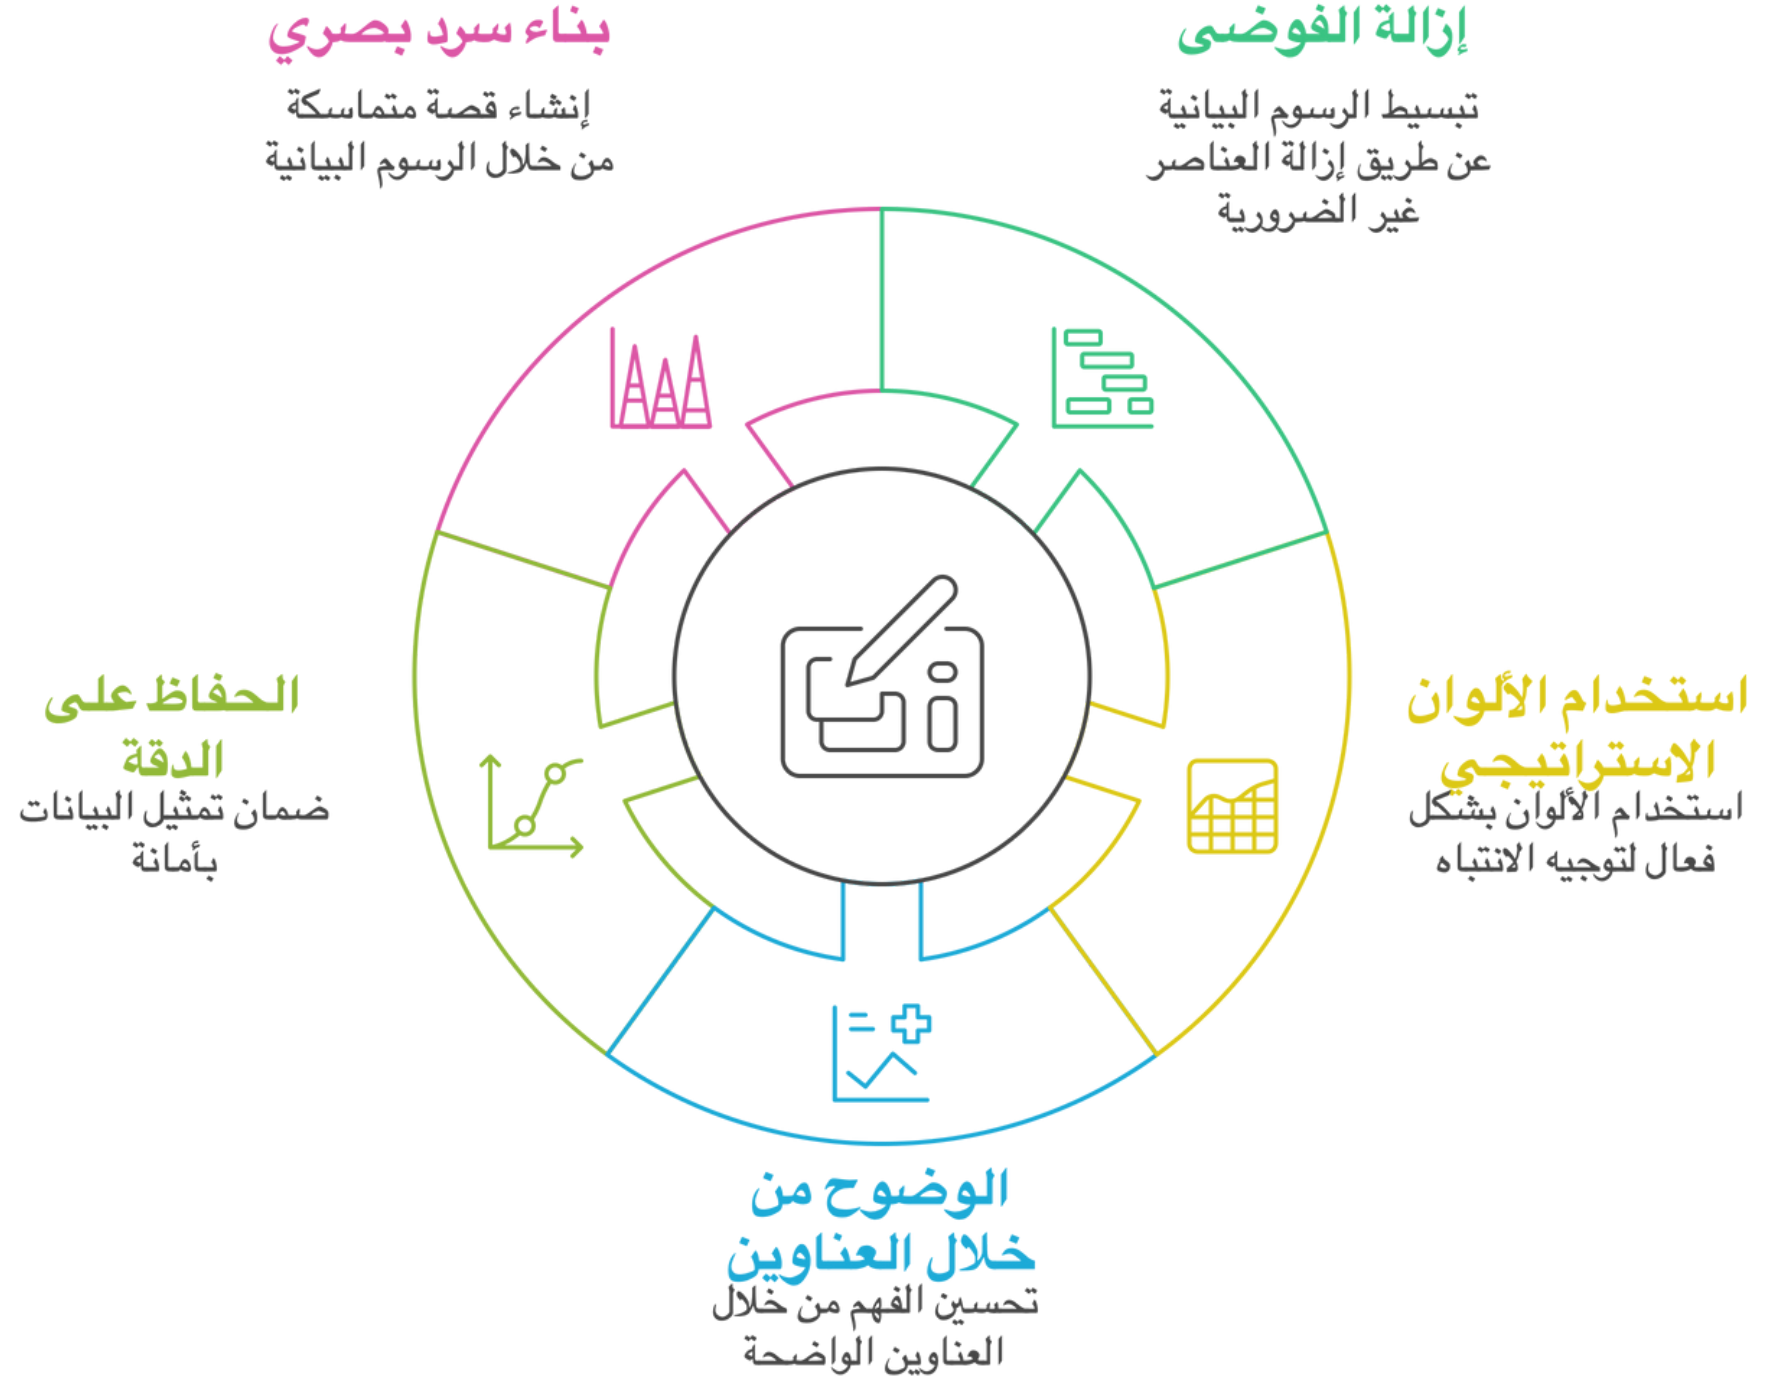 إزالة الفوضى
تبسيط الرسوم البيانية
عن طريق إزالة العناصر
غير الضرورية
بناء سرد بصري
إنشاء قصة متماسكة
من خلال الرسوم البيانية
استخدام الألوان
الاستراتيجي
استخدام الألوان بشكل
فعال لتوجيه الانتباه
الحفاظ على
الدقة
ضمان تمثيل البيانات
بأمانة
الوضوح من
خلال العناوين
تحسين الفهم من خلال
العناوين الواضحة